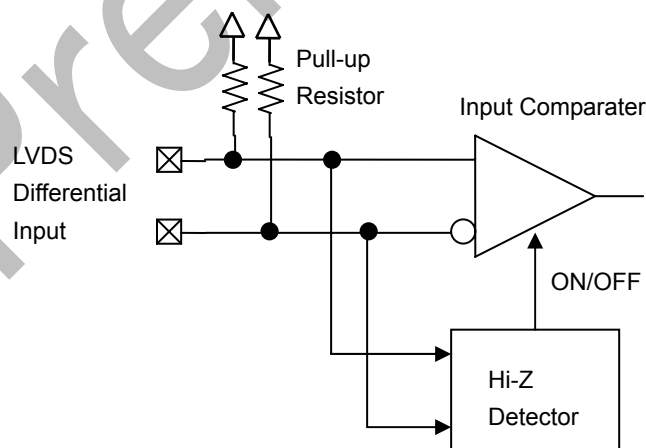 Pull-up
Resistor
Input Comparater
LVDS
Differential
Input
ON/OFF
Hi-Z
Detector